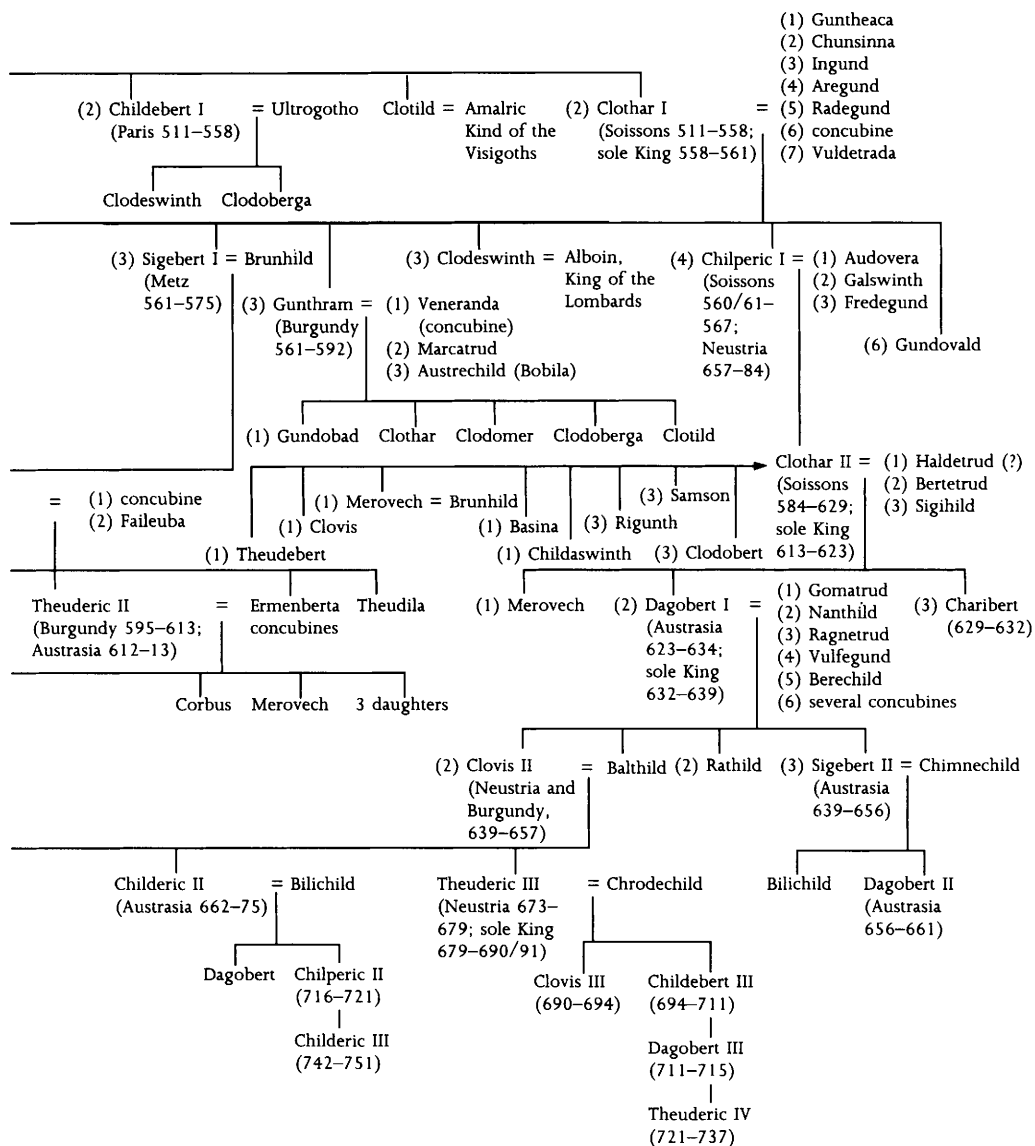 (1) Guntheaca
(2) Chunsinna
(3) Ingund
(4) Aregund
(2) Childebert I = Ultrogotho Clotild = Amalric (2) Clothar I = (5) Radegund
(Paris 511–558) Kind of the (Soissons 511–558; (6) concubine
Visigoths sole King 558–561) (7) Vuldetrada
Clodeswinth Clodoberga
(3) Sigebert I = Brunhild (3) Clodeswinth = Alboin, (4) Chilperic I = (1) Audovera
(Metz King of the (Soissons (2) Galswinth
561–575) (3) Gunthram = (1) Veneranda Lombards 560/61– (3) Fredegund
(Burgundy (concubine) 567;
561–592) (2) Marcatrud Neustria (6) Gundovald
(3) Austrechild (Bobila) 657–84)
(1) Gundobad Clothar Clodomer Clodoberga Clotild
Clothar II = (1) Haldetrud (?)
= (1) concubine (1) Merovech = Brunhild (3) Samson (Soissons (2) Bertetrud
(2) Faileuba (1) Clovis (1) Basina (3) Rigunth 584–629; (3) Sigihild
sole King
(1) Theudebert (1) Childaswinth (3) Clodobert 613–623)
(1) Gomatrud
Theuderic II = Ermenberta Theudila (1) Merovech (2) Dagobert I = (2) Nanthild (3) Charibert
(Burgundy 595–613; concubines (Austrasia (3) Ragnetrud (629–632)
Austrasia 612–13) 623–634; (4) Vulfegund
sole King (5) Berechild
Corbus Merovech 3 daughters 632–639) (6) several concubines
(2) Clovis II = Balthild (2) Rathild (3) Sigebert II = Chimnechild
(Neustria and (Austrasia
Burgundy, 639–656)
639–657)
Childeric II = Bilichild Theuderic III = Chrodechild Bilichild Dagobert II
(Austrasia 662–75) (Neustria 673– (Austrasia
679; sole King 656–661)
679–690/91)
Dagobert Chilperic II Clovis III Childebert III
(716–721) (690–694) (694–711)
Childeric III Dagobert III
(742–751) (711–715)
Theuderic IV
(721–737)